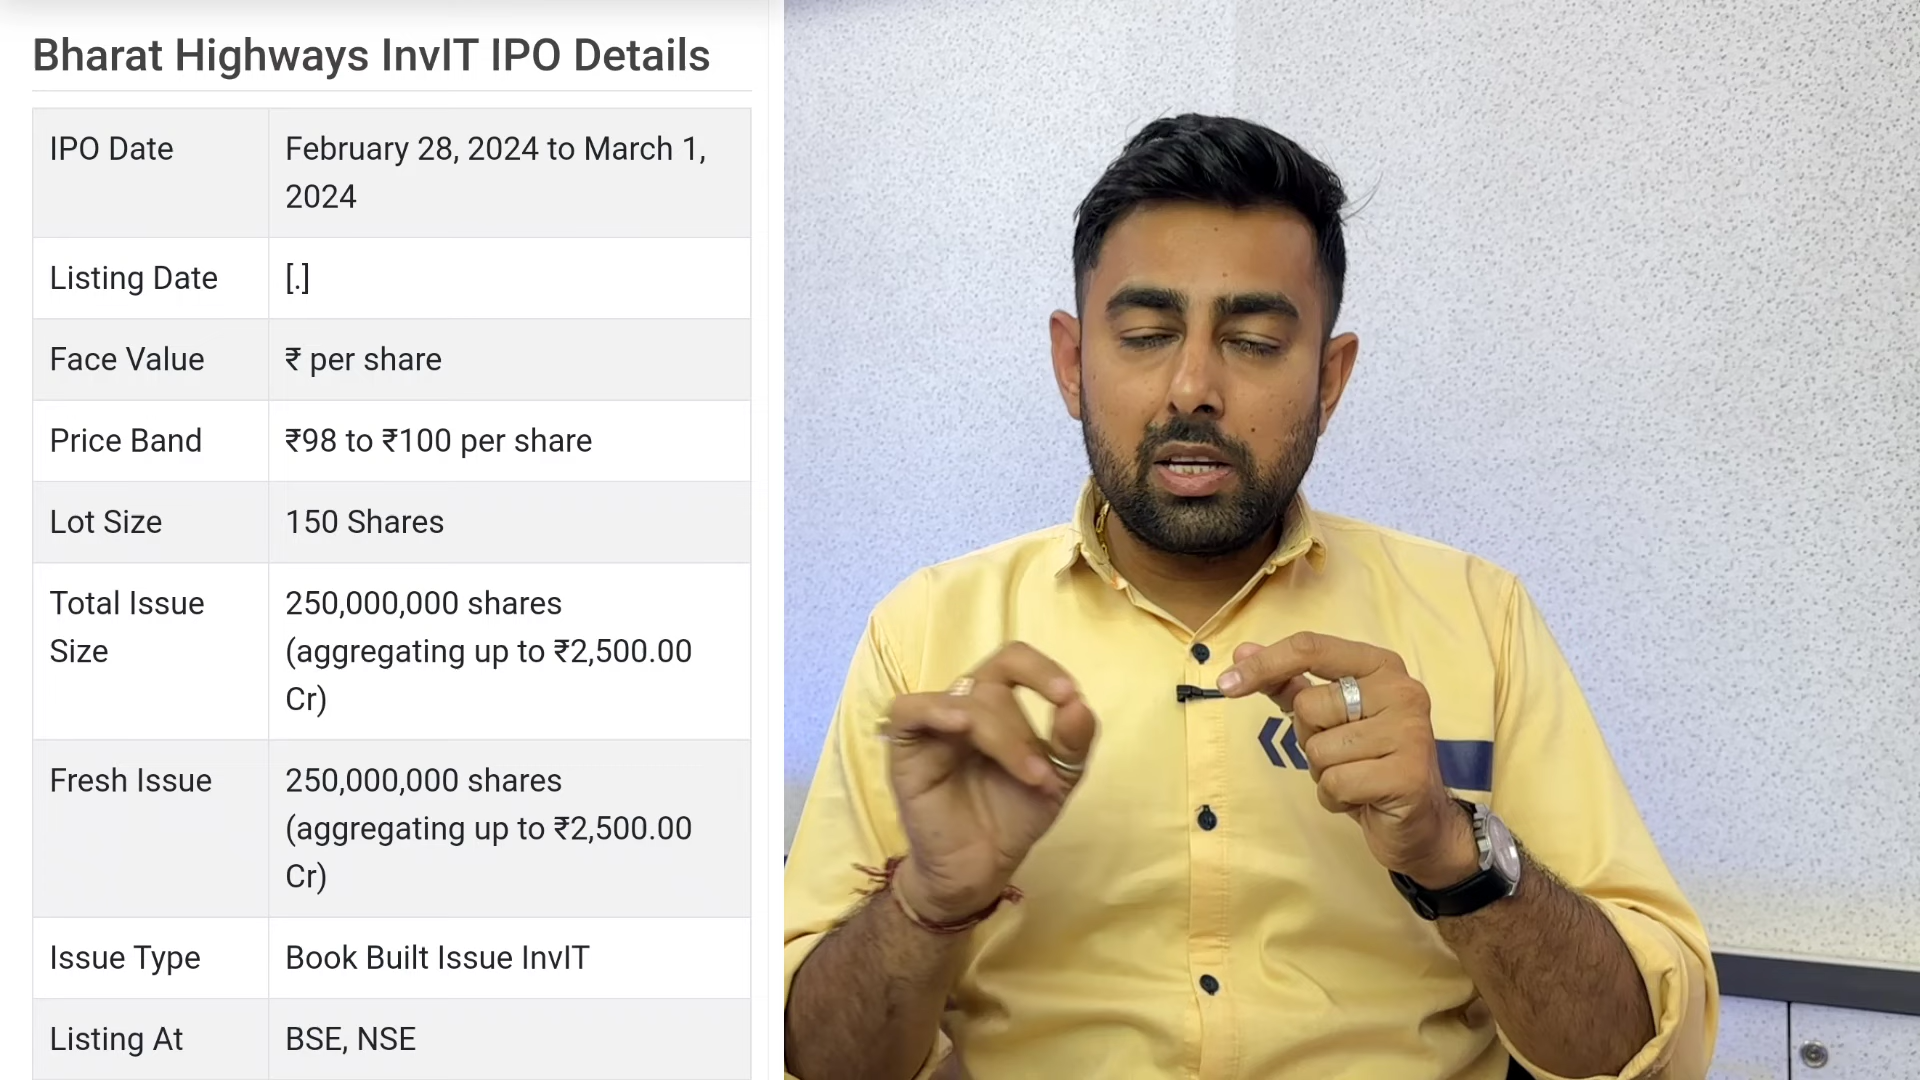 Bharat Highways InvIT IPO Details
IPO Date
February 28, 2024 to March 1,
2024
Listing Date
[.]
Face Value
₹ per share
Price Band
₹98 to ₹100 per share
Lot Size
150 Shares
Total Issue
Size
250,000,000 shares
(aggregating up to ₹2,500.00
Cr)
Fresh Issue
250,000,000 shares
(aggregating up to ₹2,500.00
Cr)
Issue Type
Book Built Issue InvIT
Listing At
BSE, NSE